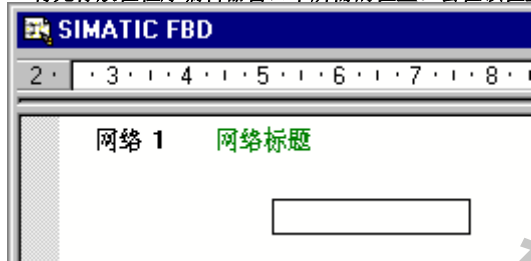 SIMATIC FBD
2 · · 3 · ı · 4 · ı · 5 · ı · 6 · ı · 7 · ı · 8 · ı
网络 1 网络标题